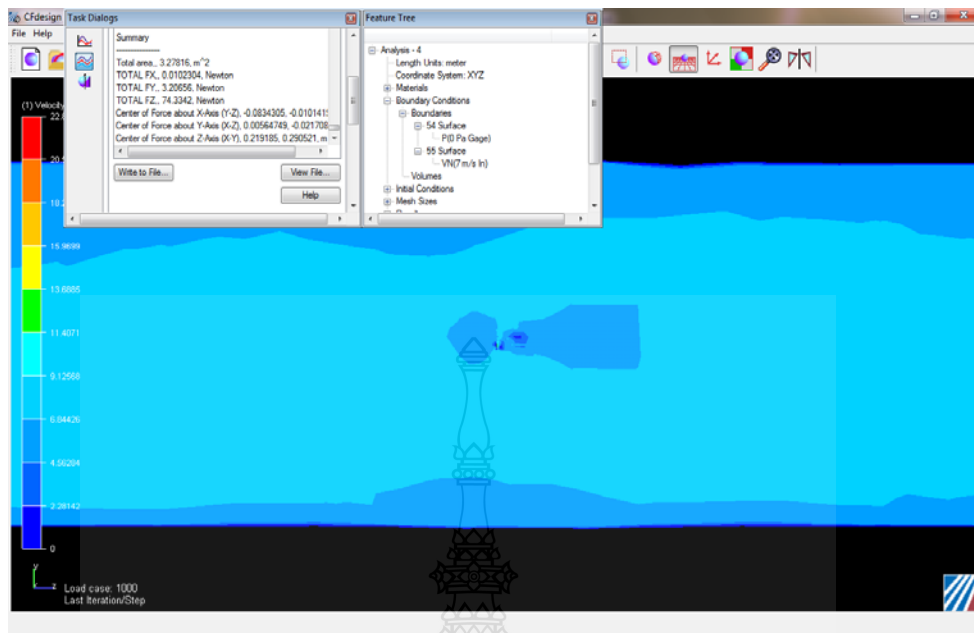 CFdesign
Task Dialogs
Feature Tree
File Help
Summary
Total area,, 3.27816, m^2
TOTAL FX,, 0.0102304, Newton
TOTAL FY,, 3.20656, Newton
TOTAL FZ,, 74.3342, Newton
Center of Force about X-Axis (Y-Z), -0.0834305, -0.010141
Center of Force about Y-Axis (X-Z), 0.00564749, -0.021708
Center of Force about Z-Axis (X-Y), 0.219185, 0.290521, m
Write to File...
View File...
Help
Analysis - 4
Length Units: meter
Coordinate System: XYZ
Materials
Boundary Conditions
Boundaries
54 Surface
P(0 Pa Gage)
55 Surface
VN(7 m/s In)
Volumes
Initial Conditions
Mesh Sizes
(1) Velocity
22.
20.
18.2
15.9699
13.6885
11.4071
9.12568
6.84426
4.56284
2.28142
0
y
z
Load case: 1000
Last Iteration/Step